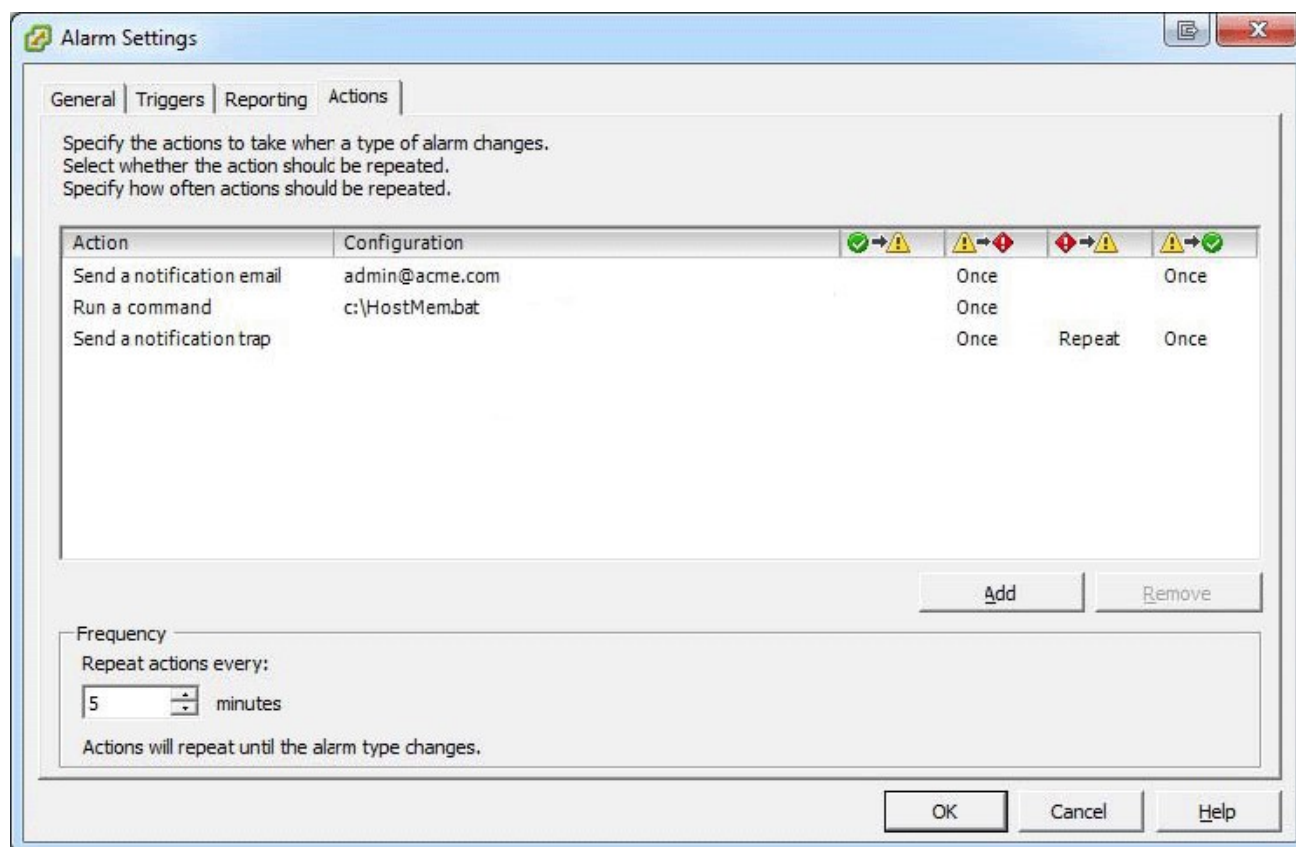 Alarm Settings
General Triggers Reporting Actions
Specify the actions to take when a type of alarm changes.
Select whether the action should be repeated.
Specify how often actions should be repeated.
Action Configuration
Send a notification email admin@acme.com Once Once
Run a command c:\HostMem.bat Once
Send a notification trap Once Repeat Once
Add Remove
Frequency
Repeat actions every:
5 minutes
Actions will repeat until the alarm type changes.
OK Cancel Help